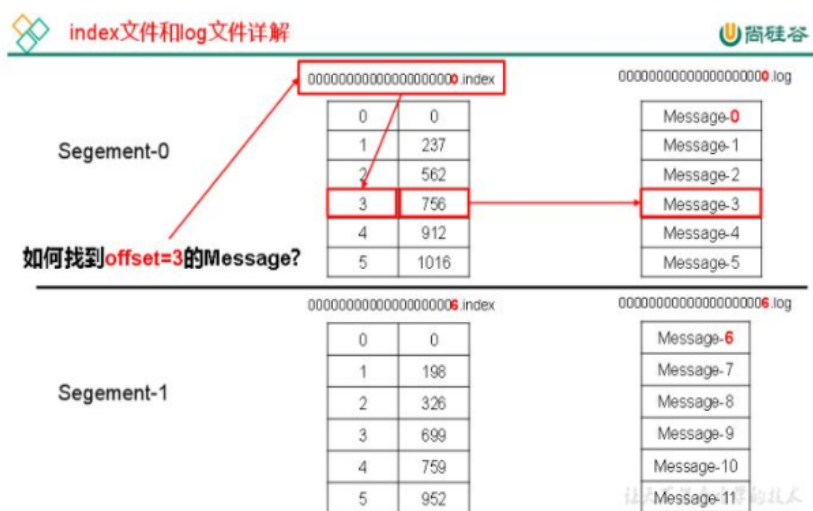 index文件和log文件详解
尚硅谷
00000000000000000000.index
00000000000000000000.log
Segement-0
0 0
1 237
2 562
3 756
4 912
5 1016
Message-0
Message-1
Message-2
Message-3
Message-4
Message-5
如何找到offset=3的Message?
00000000000000000006.index
00000000000000000006.log
Segement-1
0 0
1 198
2 326
3 699
4 759
5 952
Message-6
Message-7
Message-8
Message-9
Message-10
Message-11